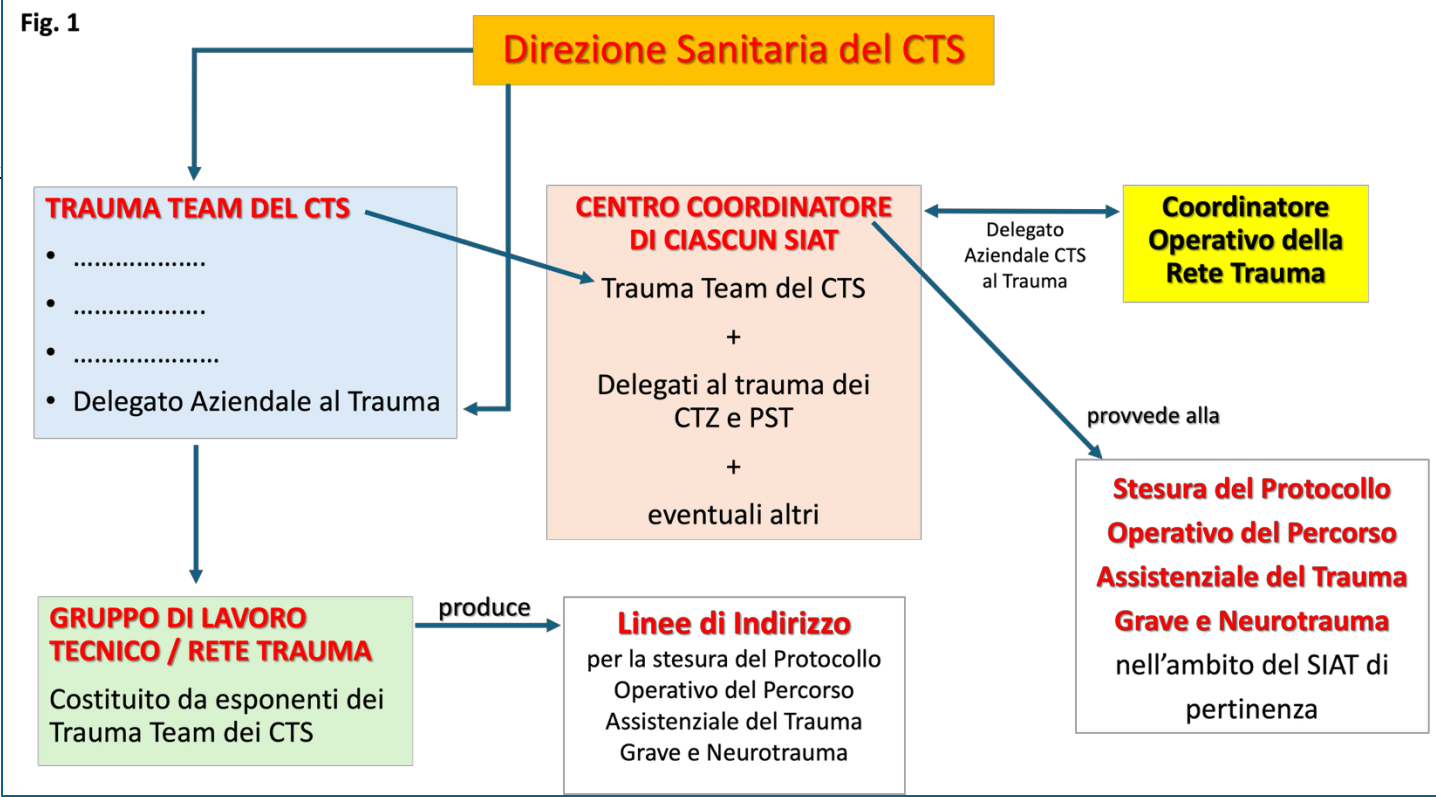 Fig. 1
Direzione Sanitaria del CTS
TRAUMA TEAM DEL CTS
• ……………….
• ……………….
• …………………
• Delegato Aziendale al Trauma
CENTRO COORDINATORE
DI CIASCUN SIAT
Trauma Team del CTS
+
Delegati al trauma dei
CTZ e PST
+
eventuali altri
Delegato
Aziendale CTS
al Trauma
Coordinatore
Operativo della
Rete Trauma
provvede alla
Stesura del Protocollo
Operativo del Percorso
Assistenziale del Trauma
Grave e Neurotrauma
nell’ambito del SIAT di
pertinenza
GRUPPO DI LAVORO
TECNICO / RETE TRAUMA
Costituito da esponenti dei
Trauma Team dei CTS
produce
Linee di Indirizzo
per la stesura del Protocollo
Operativo del Percorso
Assistenziale del Trauma
Grave e Neurotrauma